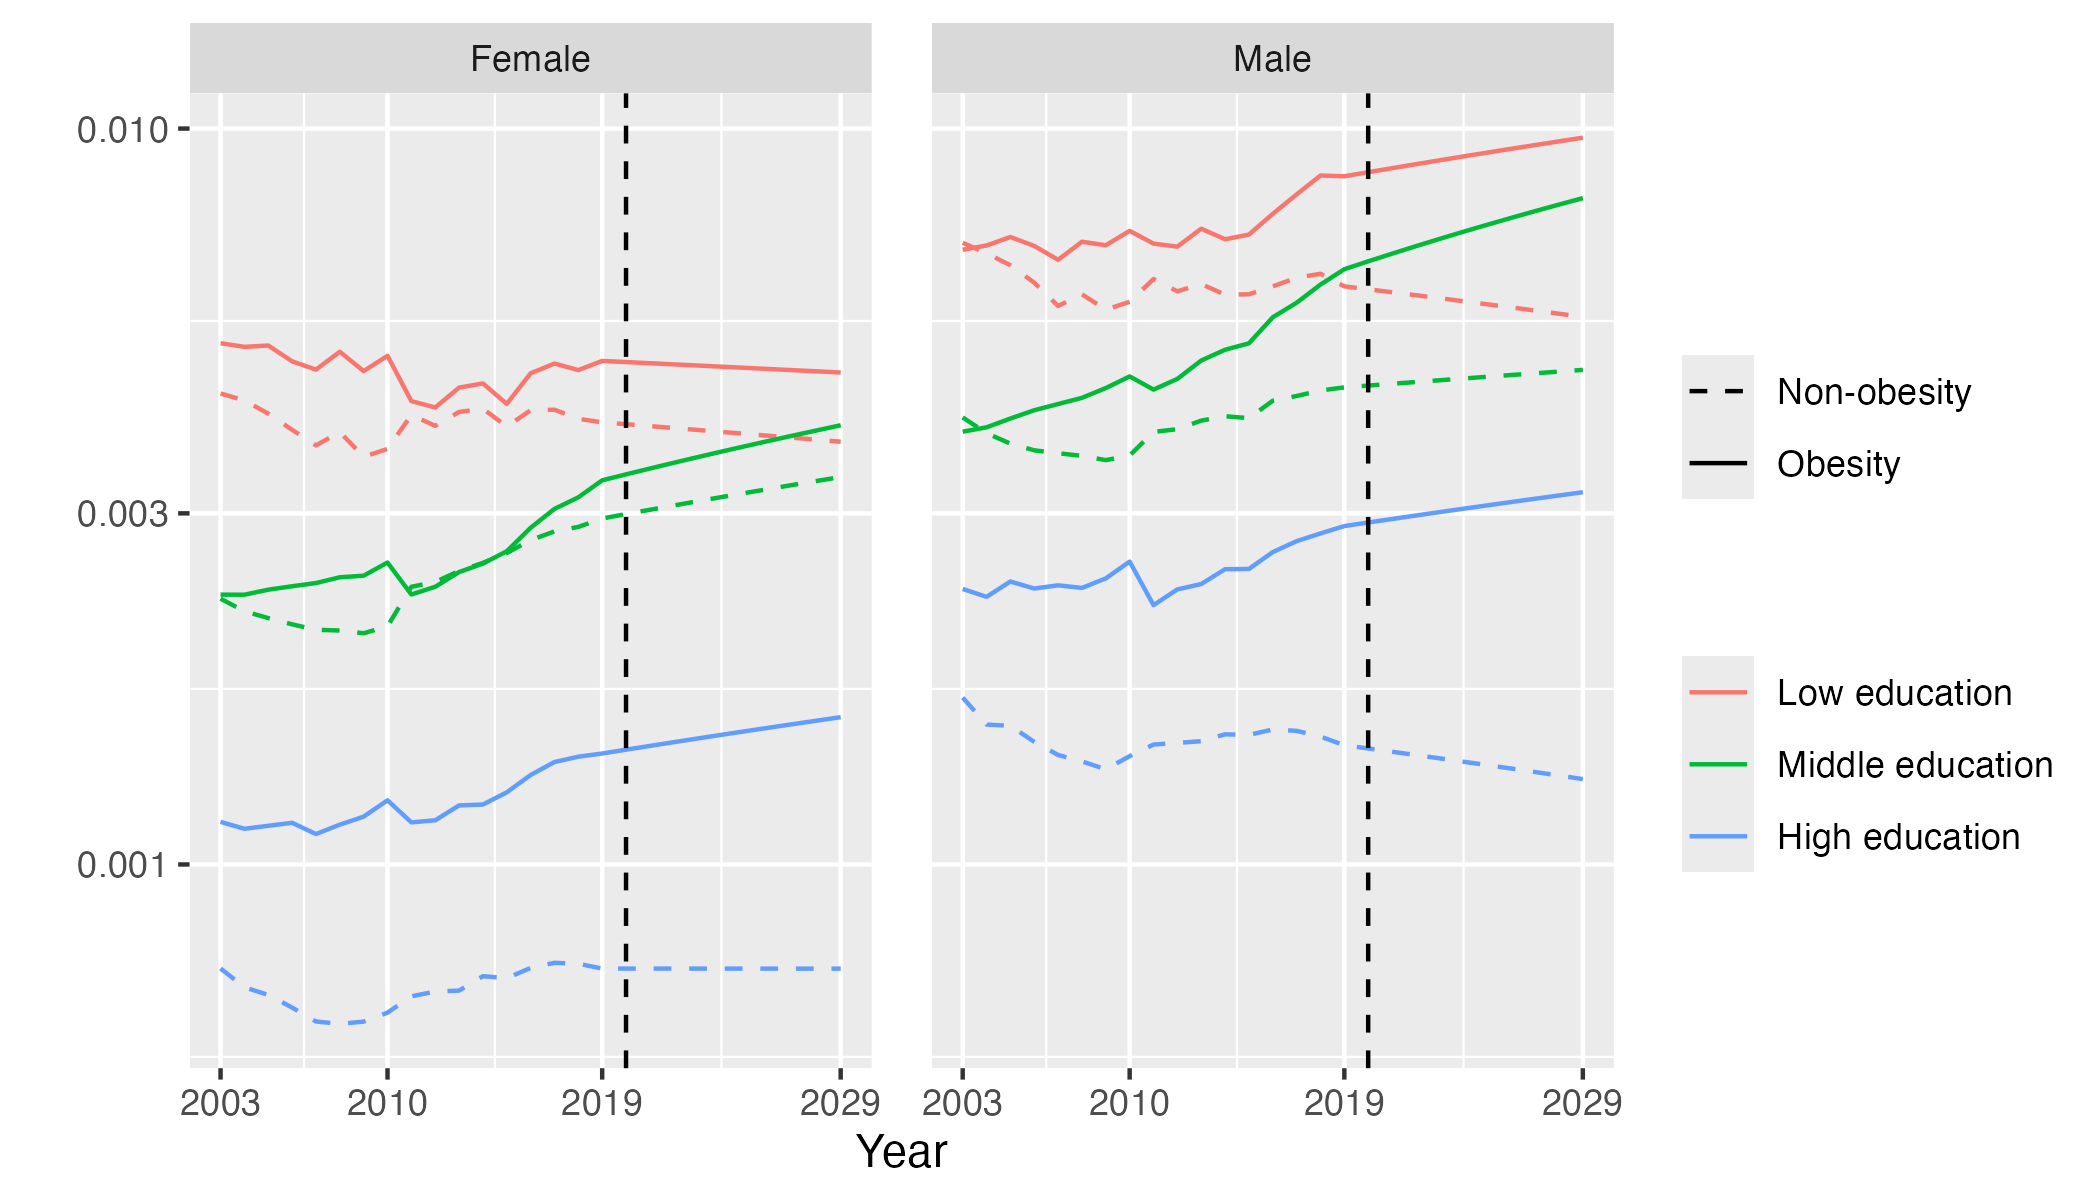 Female
Male
0.010
0.003
0.001
2003 2010 2019 2029
2003 2010 2019 2029
Year
Non-obesity
Obesity
Low education
Middle education
High education